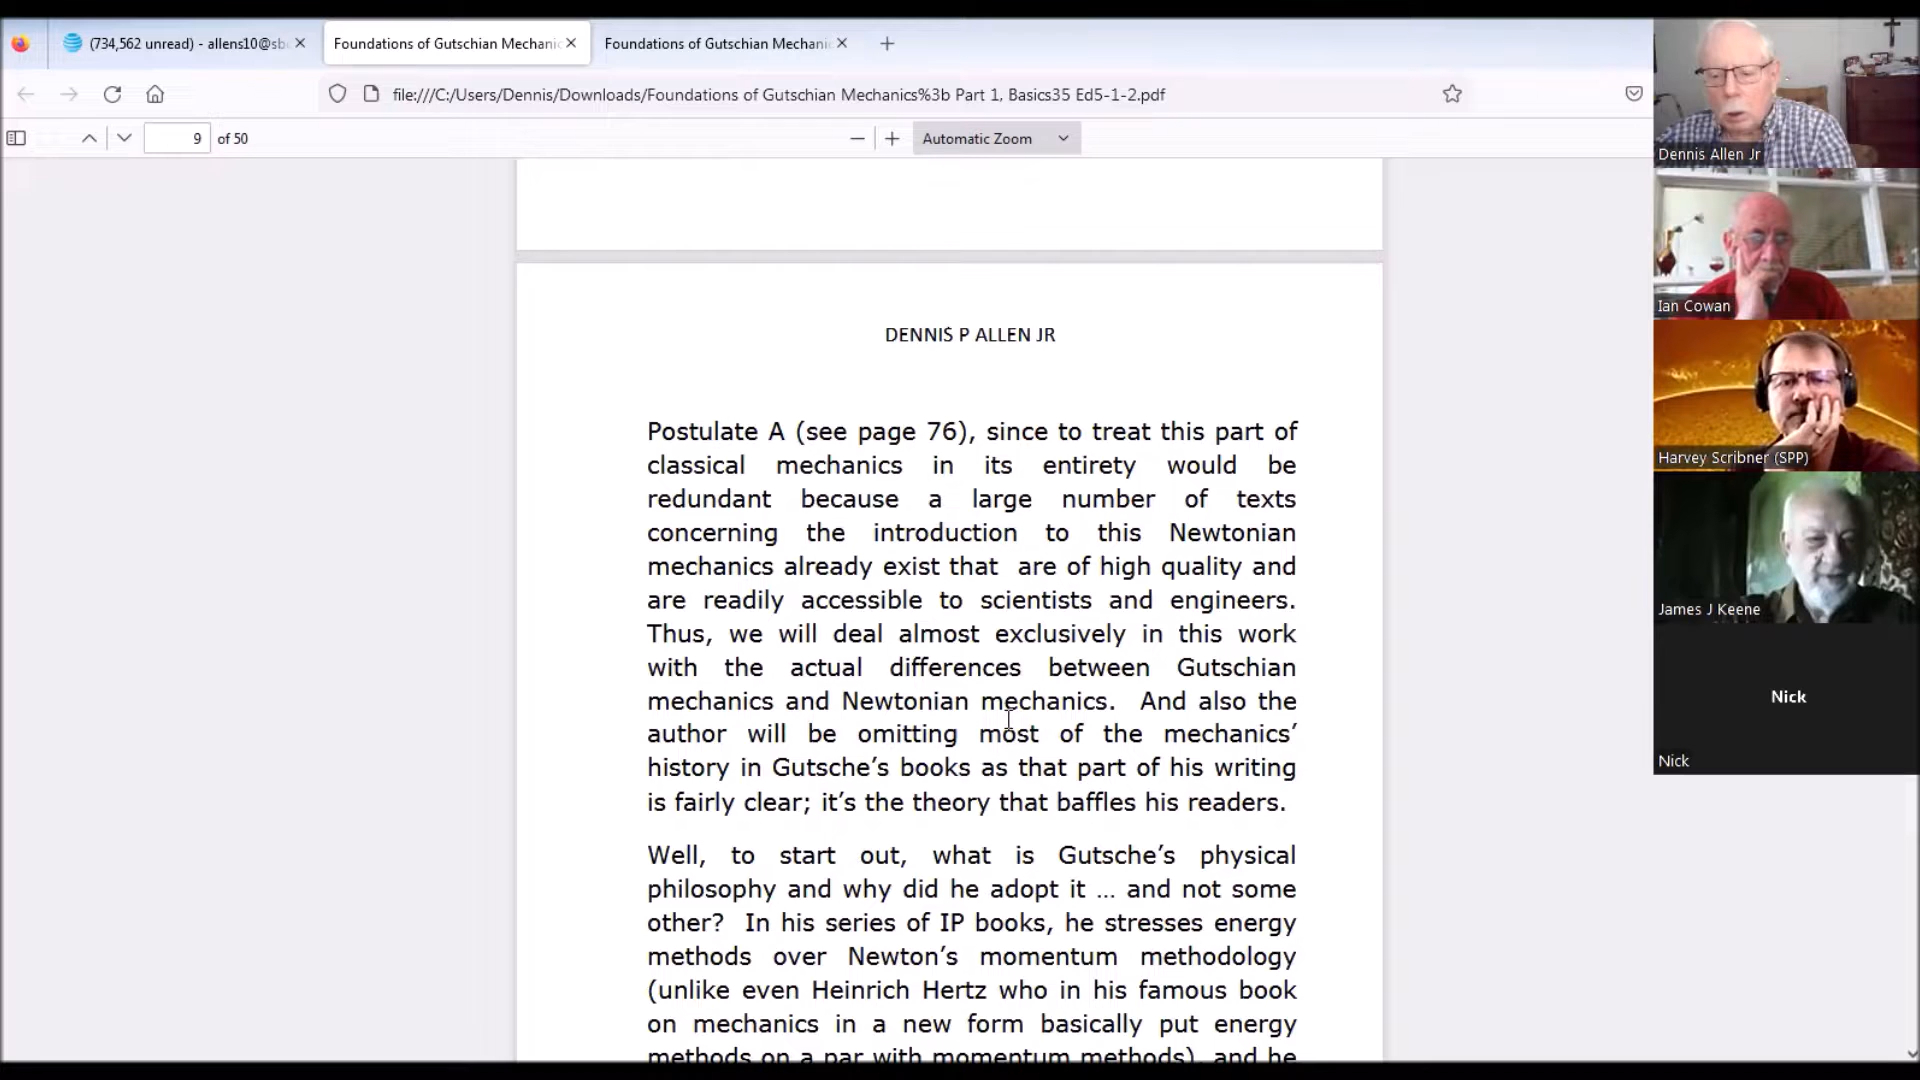 (734,562 unread) - allens10@sb
Foundations of Gutschian Mechanic
Foundations of Gutschian Mechani
file:///C:/Users/Dennis/Downloads/Foundations of Gutschian Mechanics%3b Part 1, Basics35 Ed5-1-2.pdf
9 of 50
Automatic Zoom
DENNIS P ALLEN JR
Postulate A (see page 76), since to treat this part of
classical mechanics in its entirety would be
redundant because a large number of texts
concerning the introduction to this Newtonian
mechanics already exist that are of high quality and
are readily accessible to scientists and engineers.
Thus, we will deal almost exclusively in this work
with the actual differences between Gutschian
mechanics and Newtonian mechanics. And also the
author will be omitting most of the mechanics’
history in Gutsche’s books as that part of his writing
is fairly clear; it’s the theory that baffles his readers.
Well, to start out, what is Gutsche’s physical
philosophy and why did he adopt it … and not some
other? In his series of IP books, he stresses energy
methods over Newton’s momentum methodology
(unlike even Heinrich Hertz who in his famous book
on mechanics in a new form basically put energy
methods on a par with momentum methods), and he
Dennis Allen Jr
Ian Cowan
Harvey Scribner (SPP)
James J Keene
Nick
Nick